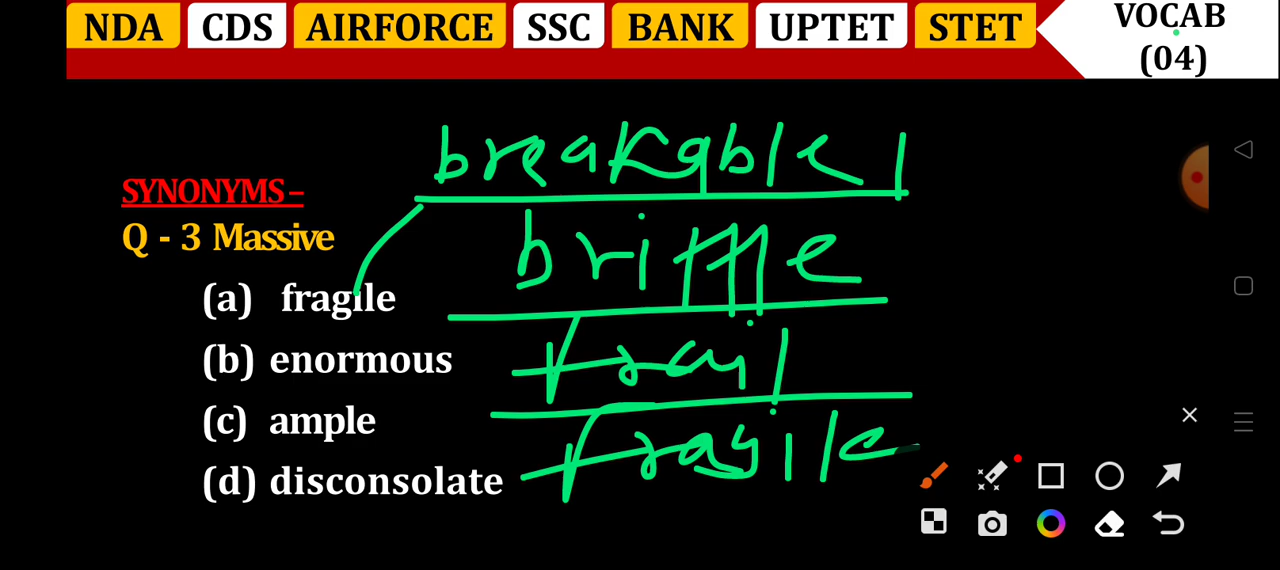 NDA CDS AIRFORCE SSC BANK UPTET STET VOCAB
(04)
breakable
SYNONYMS –
Q - 3 Massive
brittle
(a) fragile
frail
(b) enormous
(c) ample
fragile
(d) disconsolate